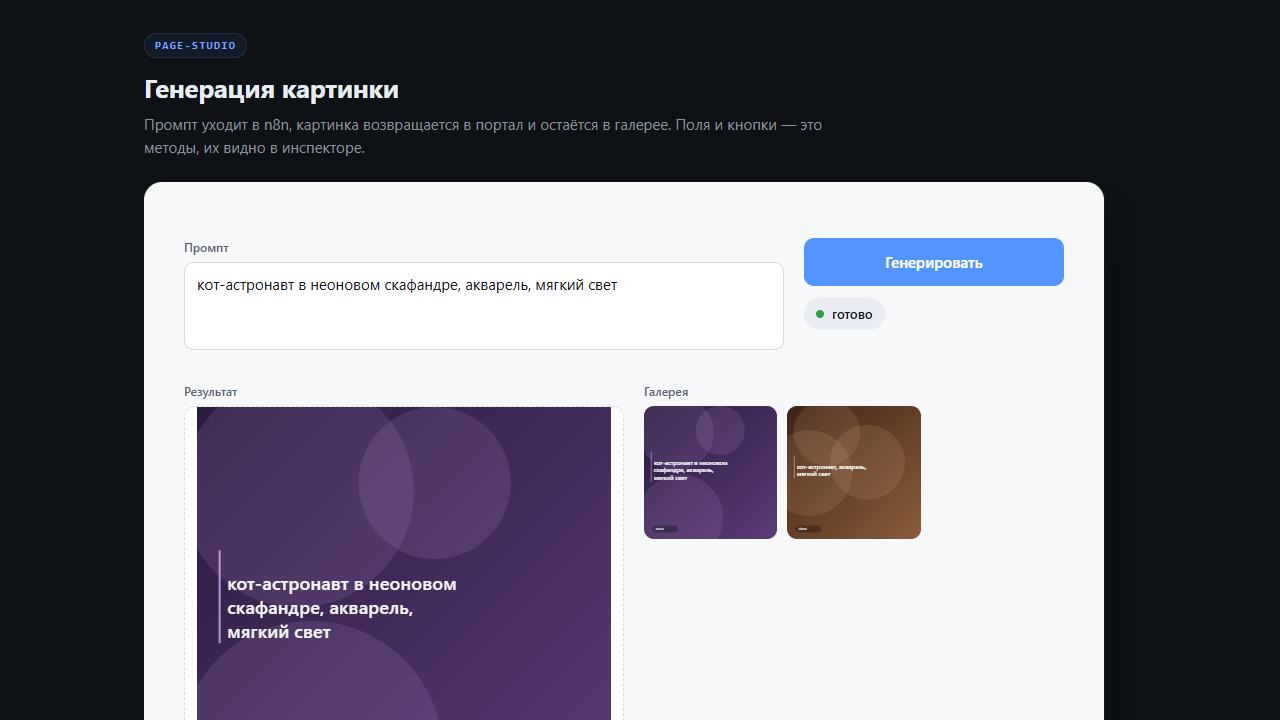 PAGE-STUDIO
Генерация картинки
Промпт уходит в n8n, картинка возвращается в портал и остаётся в галерее. Поля и кнопки — это
методы, их видно в инспекторе.
Промпт
Генерировать
кот-астронавт в неоновом скафандре, акварель, мягкий свет
готово
Результат
Галерея
кот-астронавт в неоновом
скафандре, акварель,
мягкий свет
кот-астронавт, акварель,
мягкий свет
кот-астронавт в неоновом
скафандре, акварель,
мягкий свет